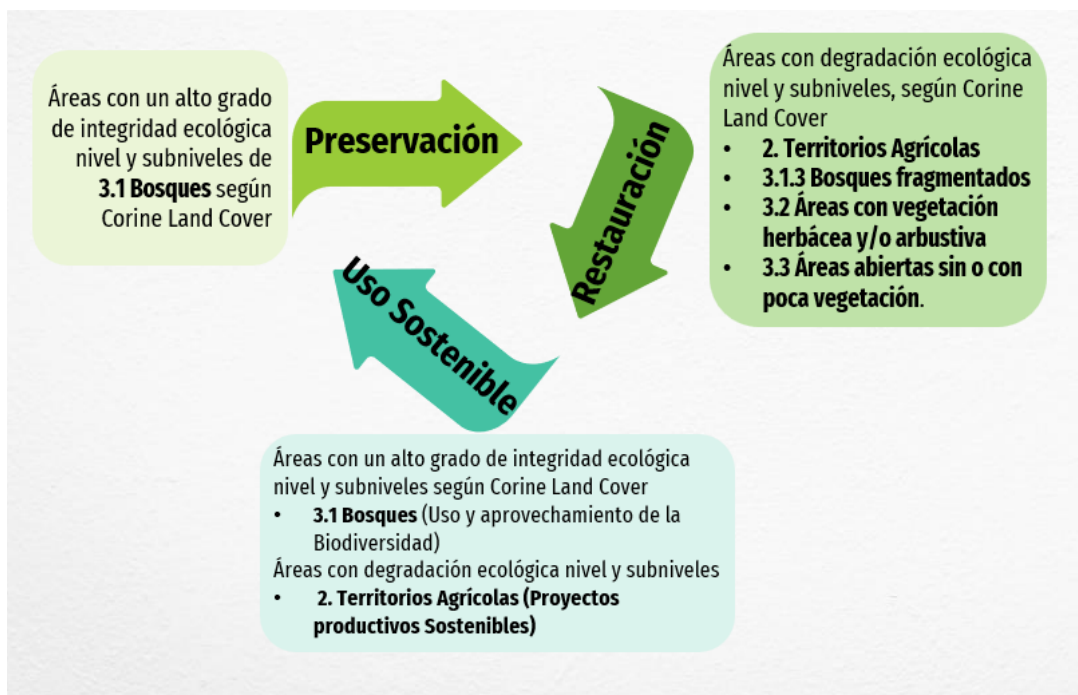 Áreas con un alto grado
de integridad ecológica
nivel y subniveles de
3.1 Bosques según
Corine Land Cover
Preservación
Restauración
Áreas con degradación ecológica
nivel y subniveles, según Corine
Land Cover
• 2. Territorios Agrícolas
• 3.1.3 Bosques fragmentados
• 3.2 Áreas con vegetación
herbácea y/o arbustiva
• 3.3 Áreas abiertas sin o con
poca vegetación.
Uso Sostenible
Áreas con un alto grado de integridad ecológica
nivel y subniveles según Corine Land Cover
• 3.1 Bosques (Uso y aprovechamiento de la
Biodiversidad)
Áreas con degradación ecológica nivel y subniveles
• 2. Territorios Agrícolas (Proyectos
productivos Sostenibles)